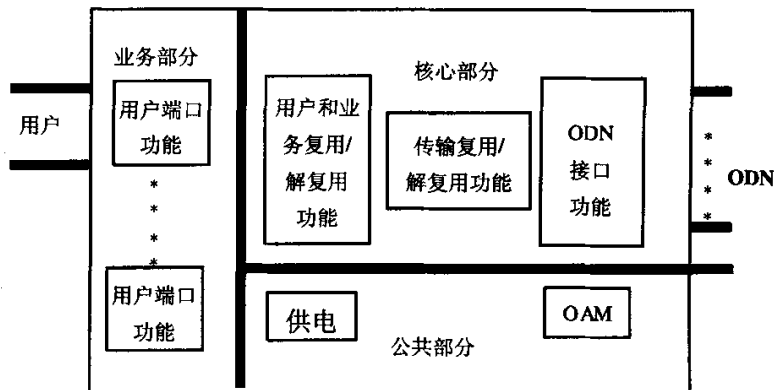 业务部分
核心部分
用户
用户端口
功能
*
*
*
*
用户端口
功能
用户和业
务复用/
解复用
功能
传输复用/
解复用功能
ODN
接口
功能
*
*
*
*
ODN
供电
OAM
公共部分